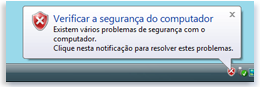 Verificar a segurança do computador
Existem vários problemas de segurança com o
computador.
Clique nesta notificação para resolver estes problemas.